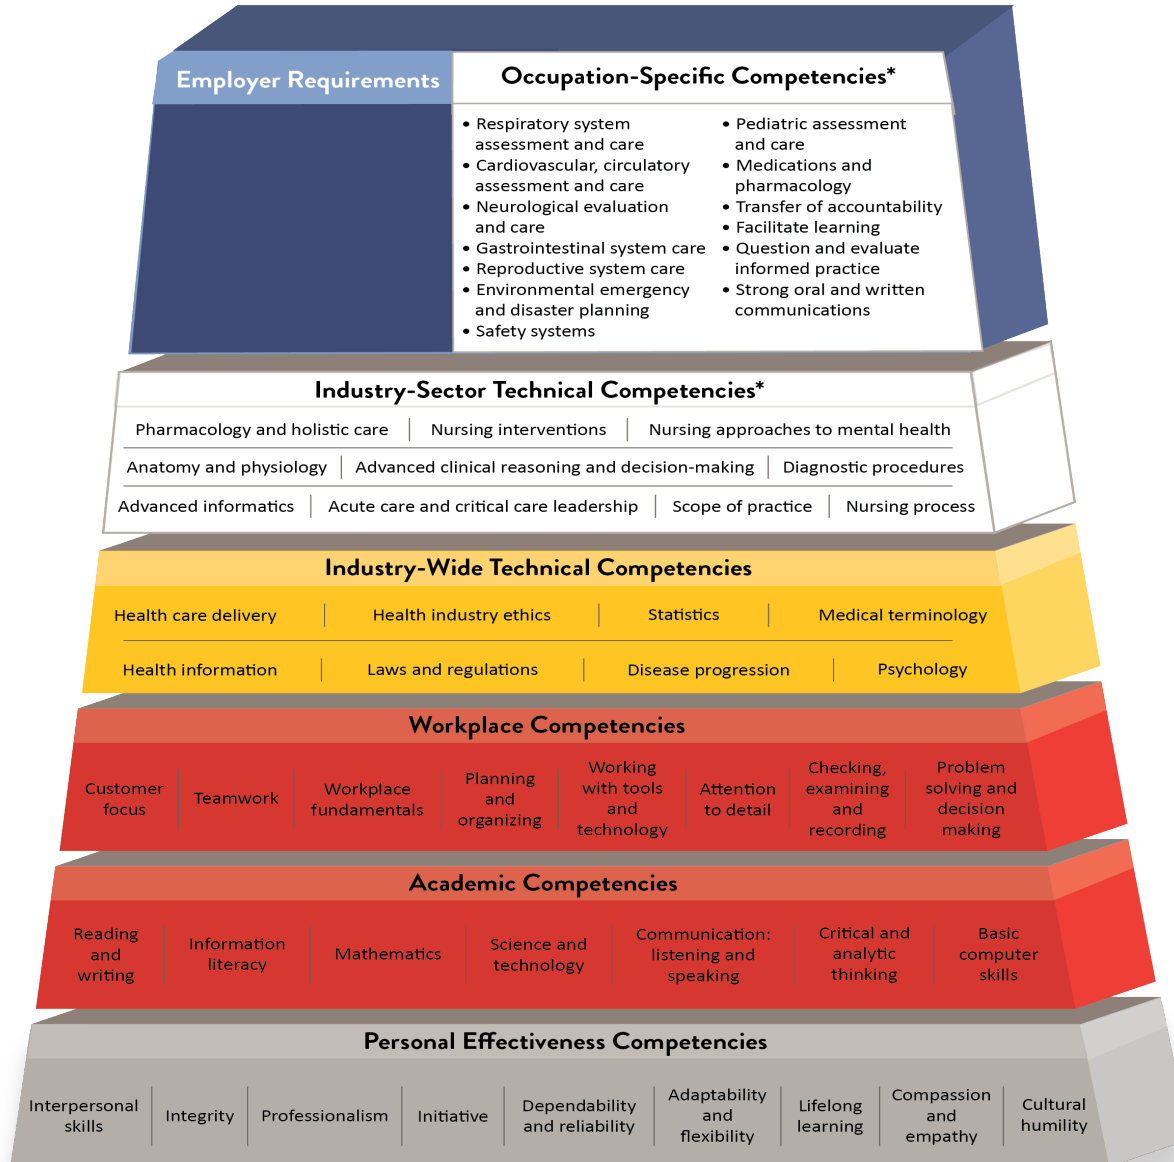 Employer Requirements
Occupation-Specific Competencies*
• Respiratory system
assessment and care
• Cardiovascular, circulatory
assessment and care
• Neurological evaluation
and care
• Gastrointestinal system care
• Reproductive system care
• Environmental emergency
and disaster planning
• Safety systems
• Pediatric assessment
and care
• Medications and
pharmacology
• Transfer of accountability
• Facilitate learning
• Question and evaluate
informed practice
• Strong oral and written
communications
Industry-Sector Technical Competencies*
Pharmacology and holistic care | Nursing interventions | Nursing approaches to mental health
Anatomy and physiology | Advanced clinical reasoning and decision-making | Diagnostic procedures
Advanced informatics | Acute care and critical care leadership | Scope of practice | Nursing process
Industry-Wide Technical Competencies
Health care delivery | Health industry ethics | Statistics | Medical terminology
Health information | Laws and regulations | Disease progression | Psychology
Workplace Competencies
Customer
focus
Teamwork
Workplace
fundamentals
Planning
and
organizing
Working
with tools
and
technology
Attention
to detail
Checking,
examining
and
recording
Problem
solving and
decision
making
Academic Competencies
Reading
and
writing
Information
literacy
Mathematics
Science and
technology
Communication:
listening and
speaking
Critical and
analytic
thinking
Basic
computer
skills
Personal Effectiveness Competencies
Interpersonal
skills
Integrity
Professionalism
Initiative
Dependability
and reliability
Adaptability
and
flexibility
Lifelong
learning
Compassion
and
empathy
Cultural
humility